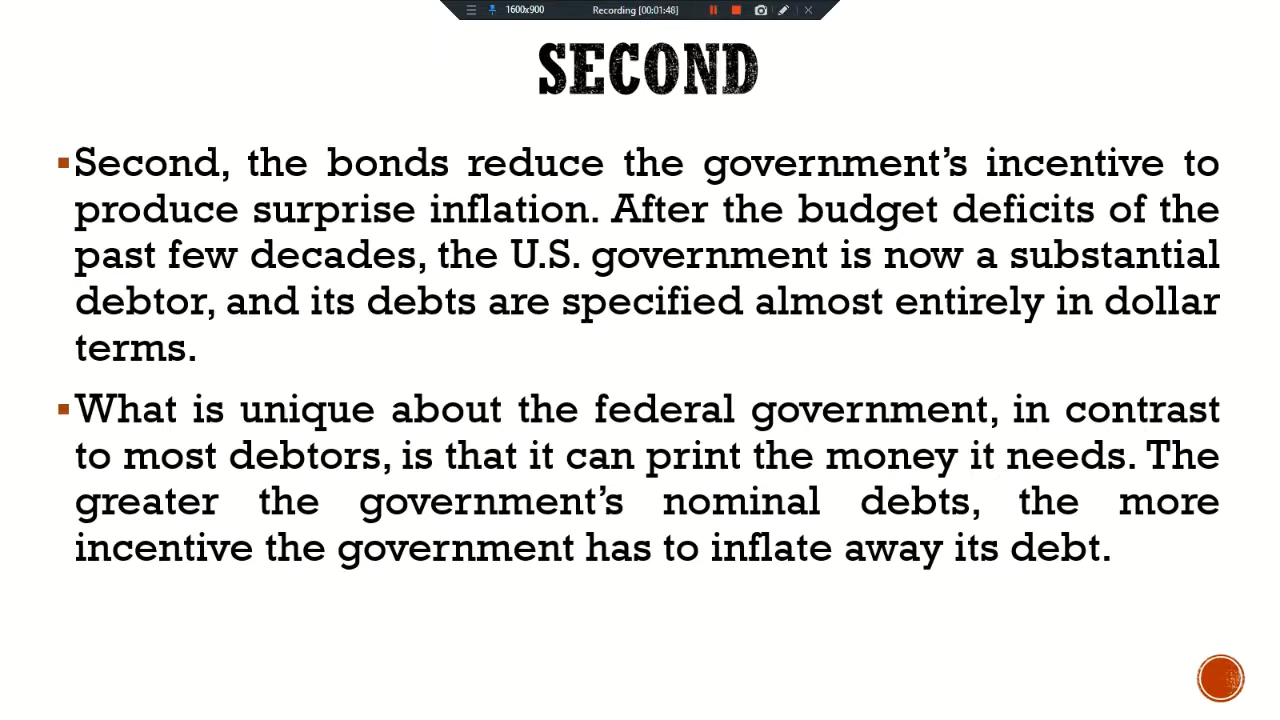 1600x900 Recording [00:01:48]
SECOND
▪Second, the bonds reduce the government’s incentive to
produce surprise inflation. After the budget deficits of the
past few decades, the U.S. government is now a substantial
debtor, and its debts are specified almost entirely in dollar
terms.
▪What is unique about the federal government, in contrast
to most debtors, is that it can print the money it needs. The
greater the government’s nominal debts, the more
incentive the government has to inflate away its debt.